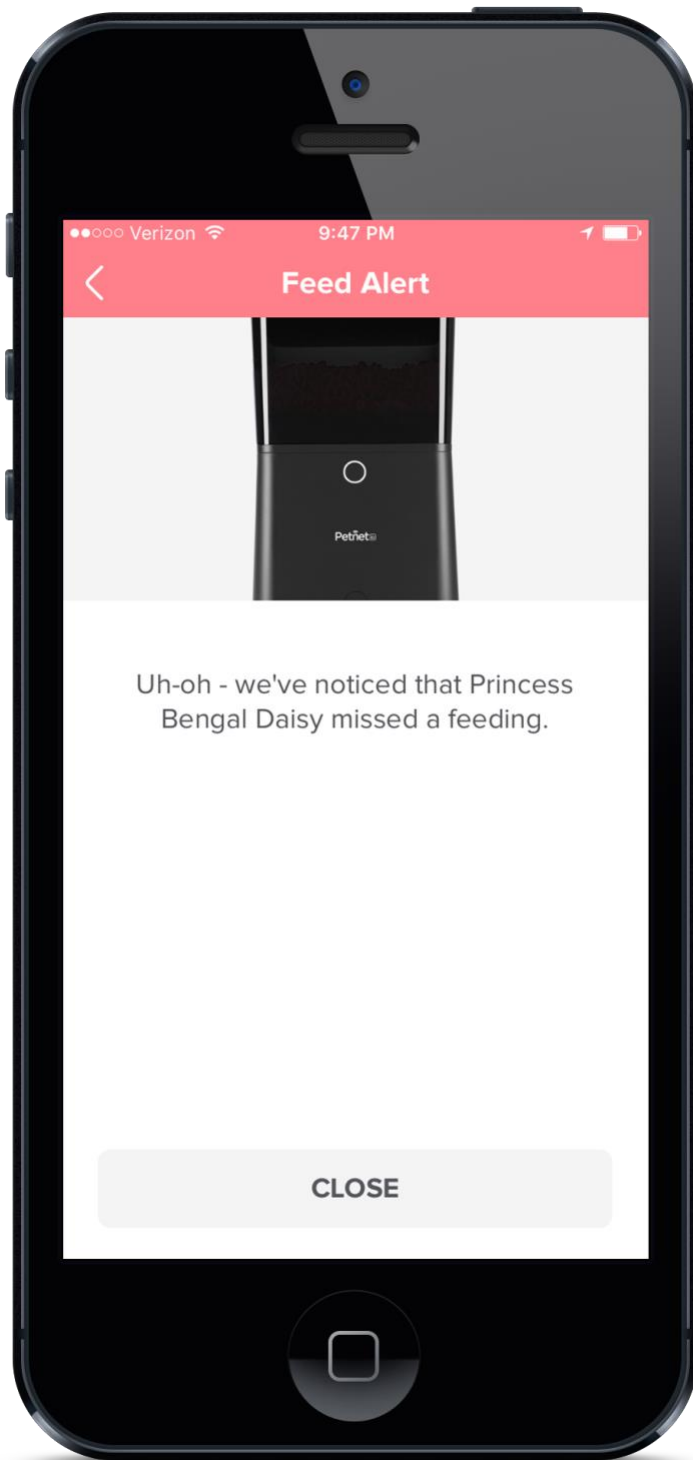 Verizon 9:47 PM
Feed Alert
Petnet
Uh-oh - we've noticed that Princess
Bengal Daisy missed a feeding.
CLOSE